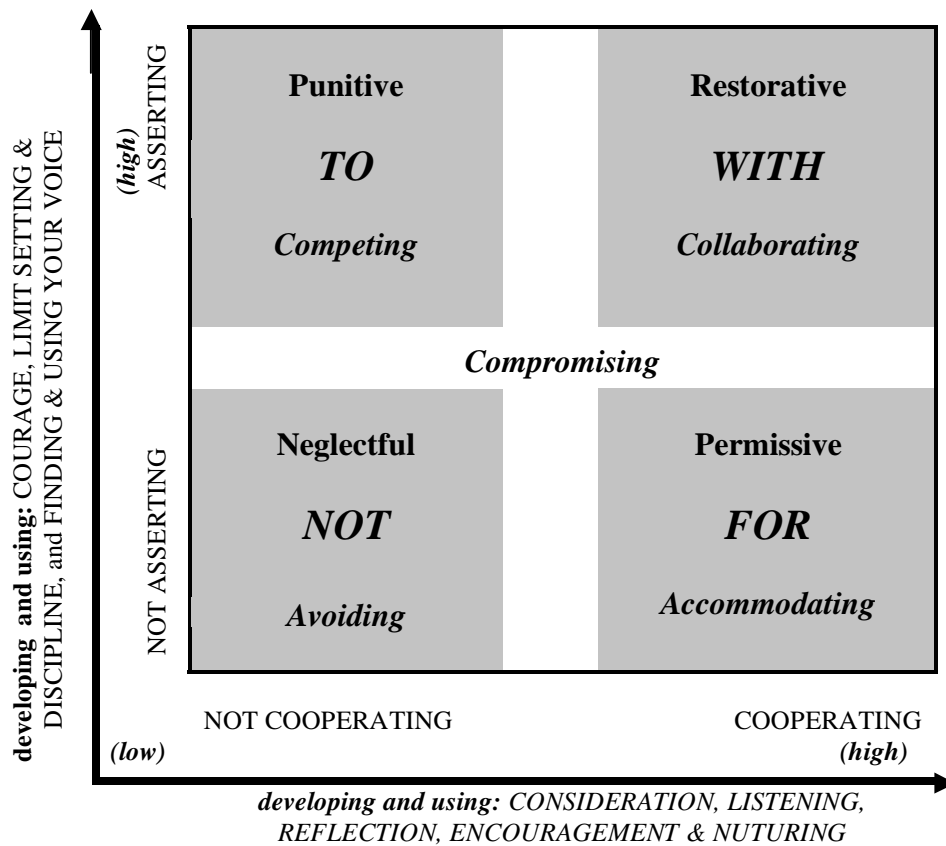 developing and using: COURAGE, LIMIT SETTING &
DISCIPLINE, and FINDING & USING YOUR VOICE
(high)
ASSERTING
NOT ASSERTING
Punitive
TO
Competing
Restorative
WITH
Collaborating
Compromising
Neglectful
NOT
Avoiding
Permissive
FOR
Accommodating
NOT COOPERATING
COOPERATING
(low)
(high)
developing and using: CONSIDERATION, LISTENING,
REFLECTION, ENCOURAGEMENT & NUTURING